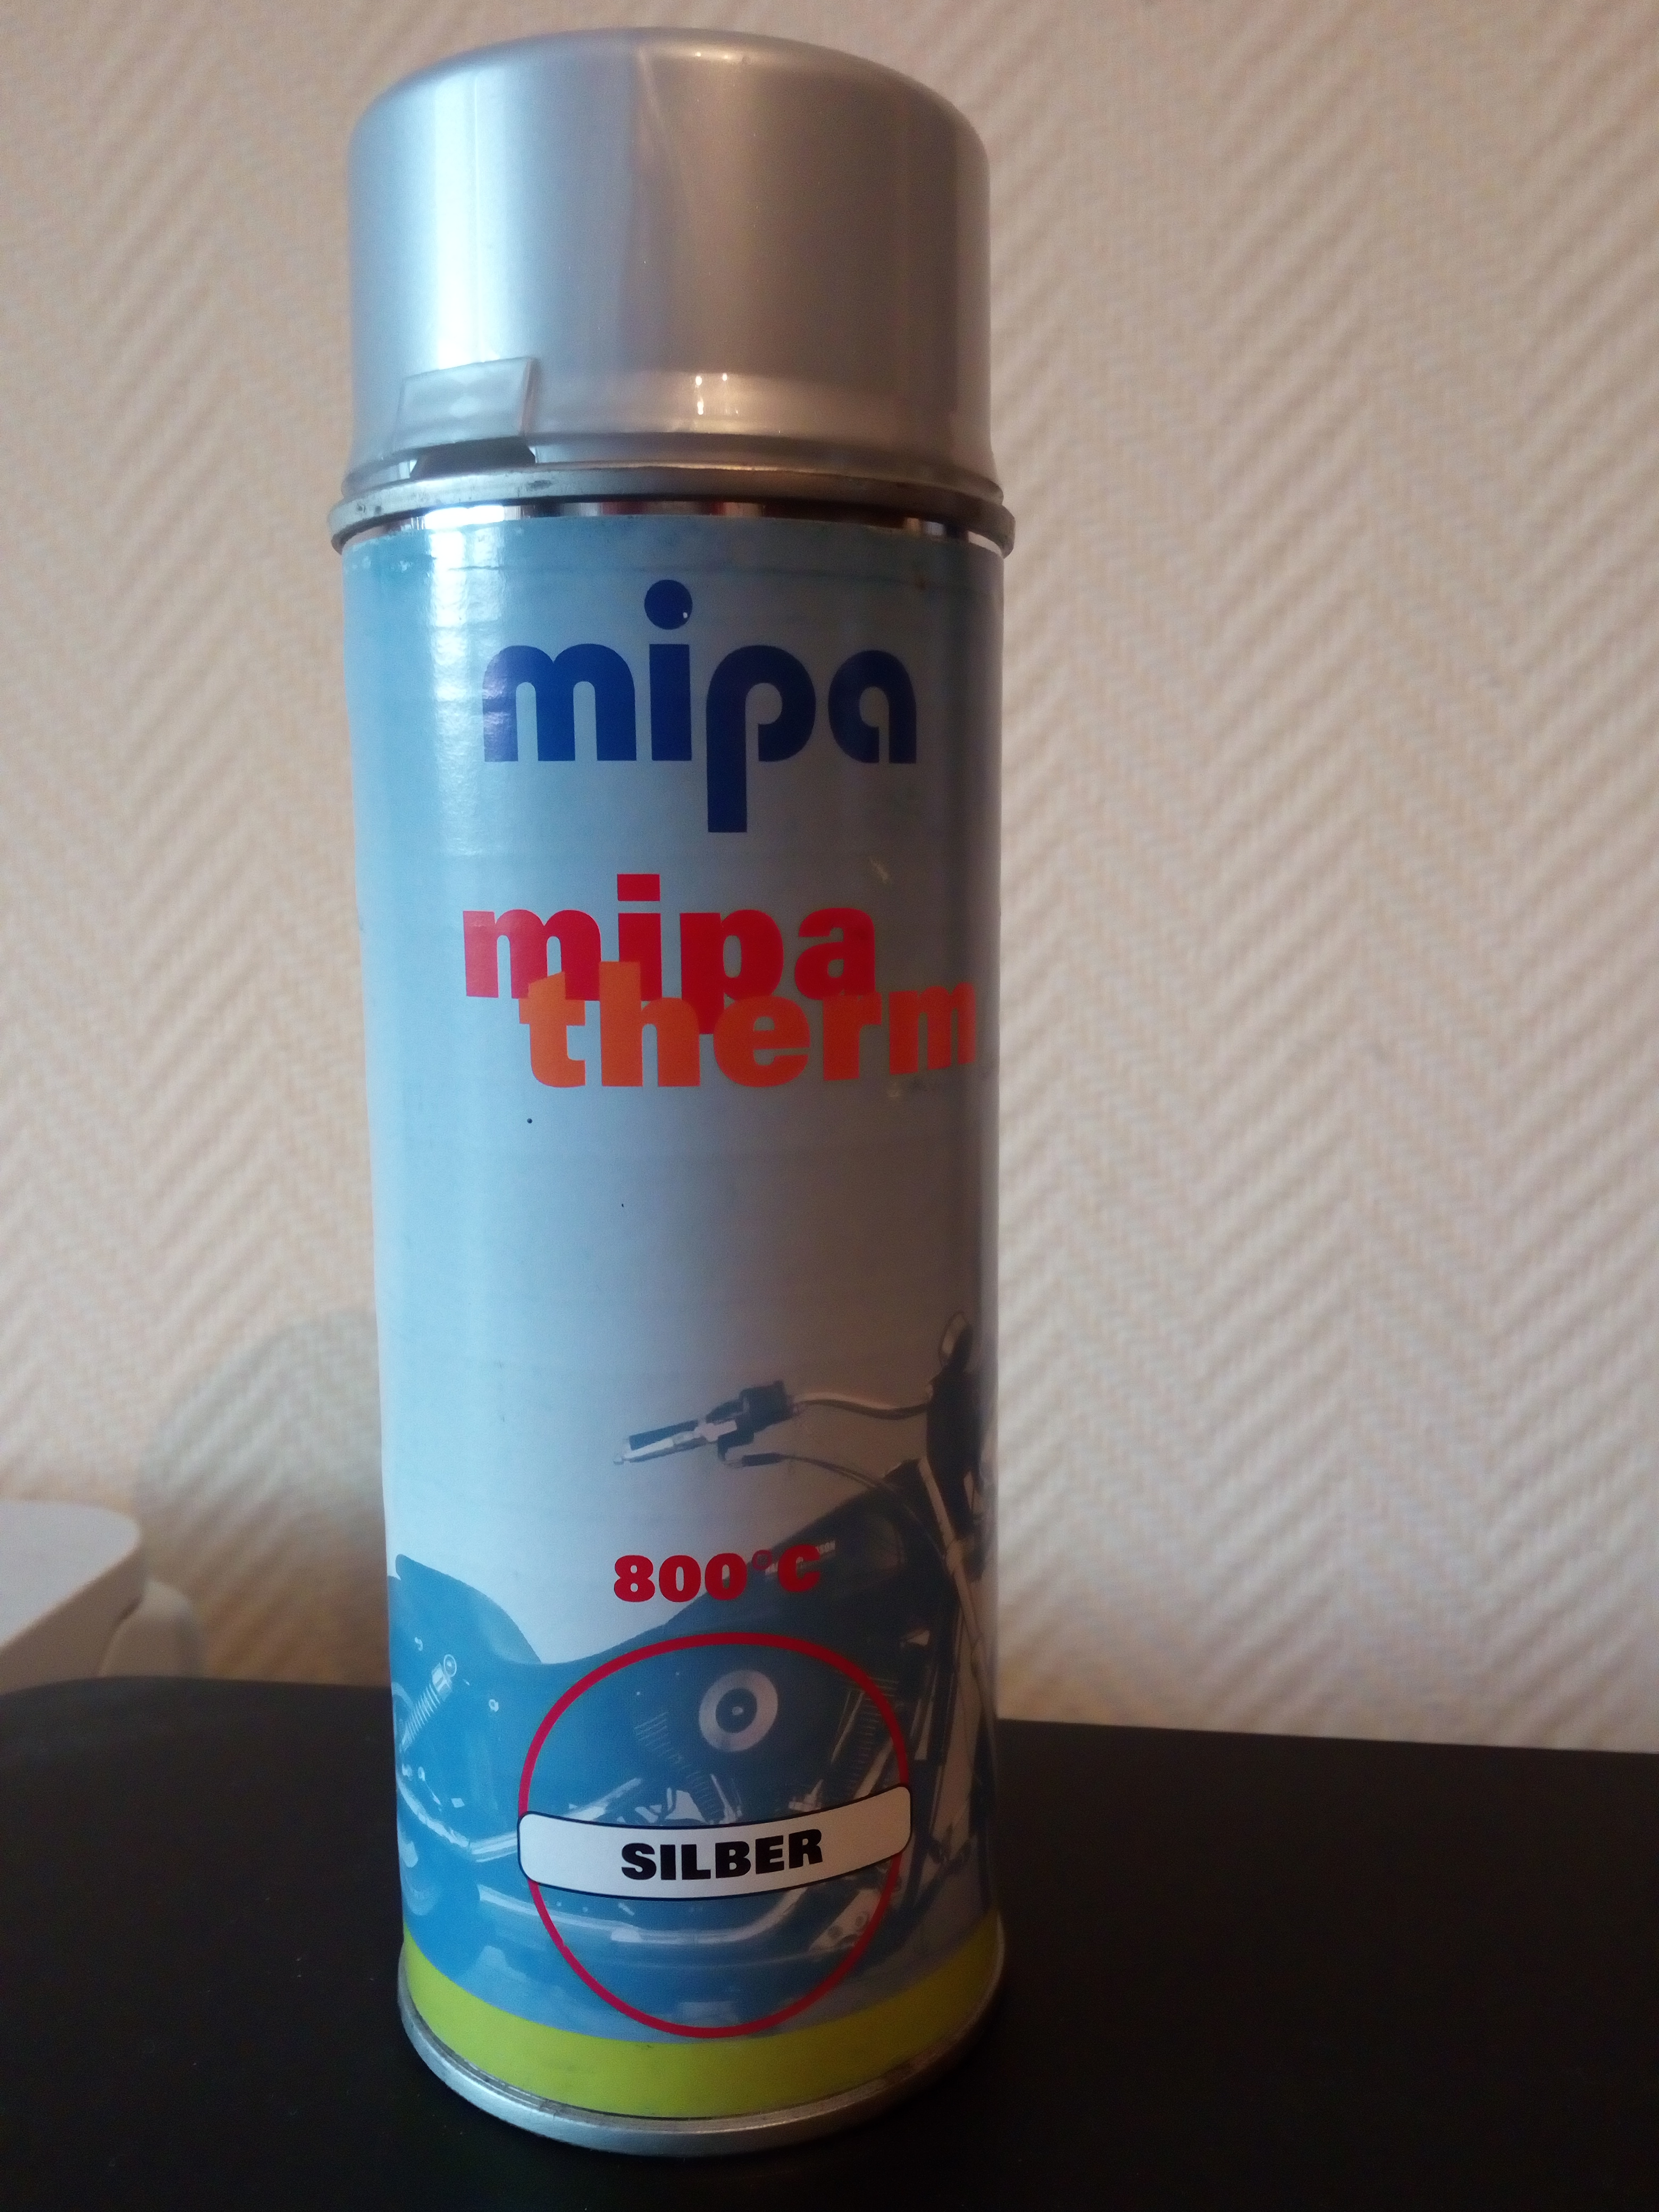 mipa
mipa
therm
800°C
SILBER